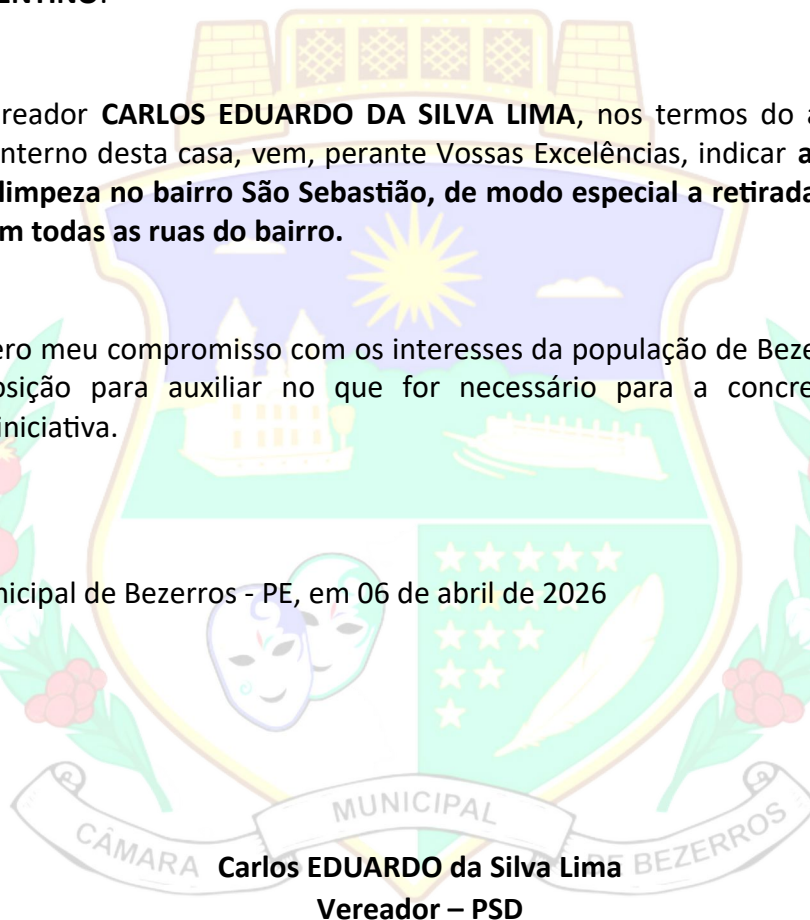 ENTINO.
ereador CARLOS EDUARDO DA SILVA LIMA, nos termos do a
nterno desta casa, vem, perante Vossas Excelências, indicar a
limpeza no bairro São Sebastião, de modo especial a retirada
m todas as ruas do bairro.
ero meu compromisso com os interesses da população de Beze
osição para auxiliar no que for necessário para a concre
iniciativa.
nicipal de Bezerros - PE, em 06 de abril de 2026
CÂMARA MUNICIPAL DE BEZERROS
Carlos EDUARDO da Silva Lima
Vereador – PSD